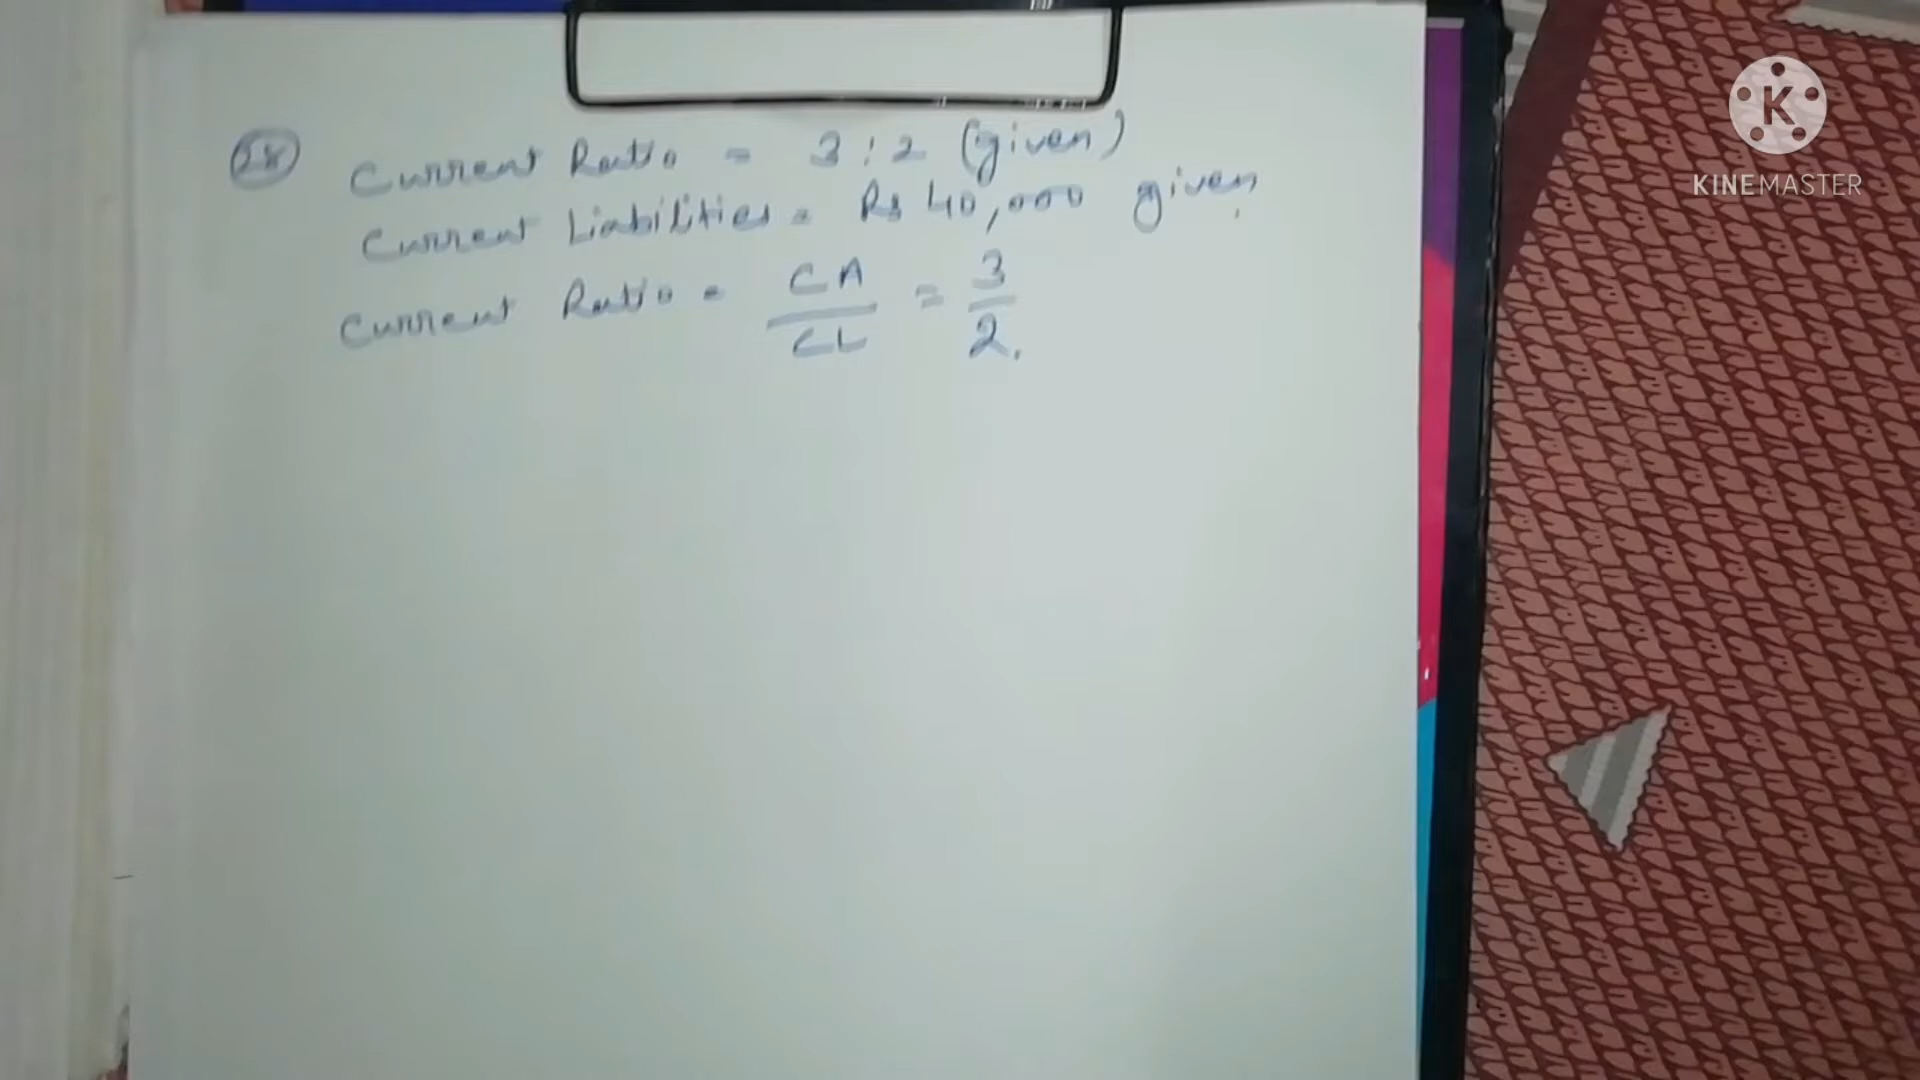 28 Current Ratio = 3:2 (given)
Current Liabilities = Rs 40,000 given.
Current Ratio = CA/CL = 3/2.
K
KINEMASTER